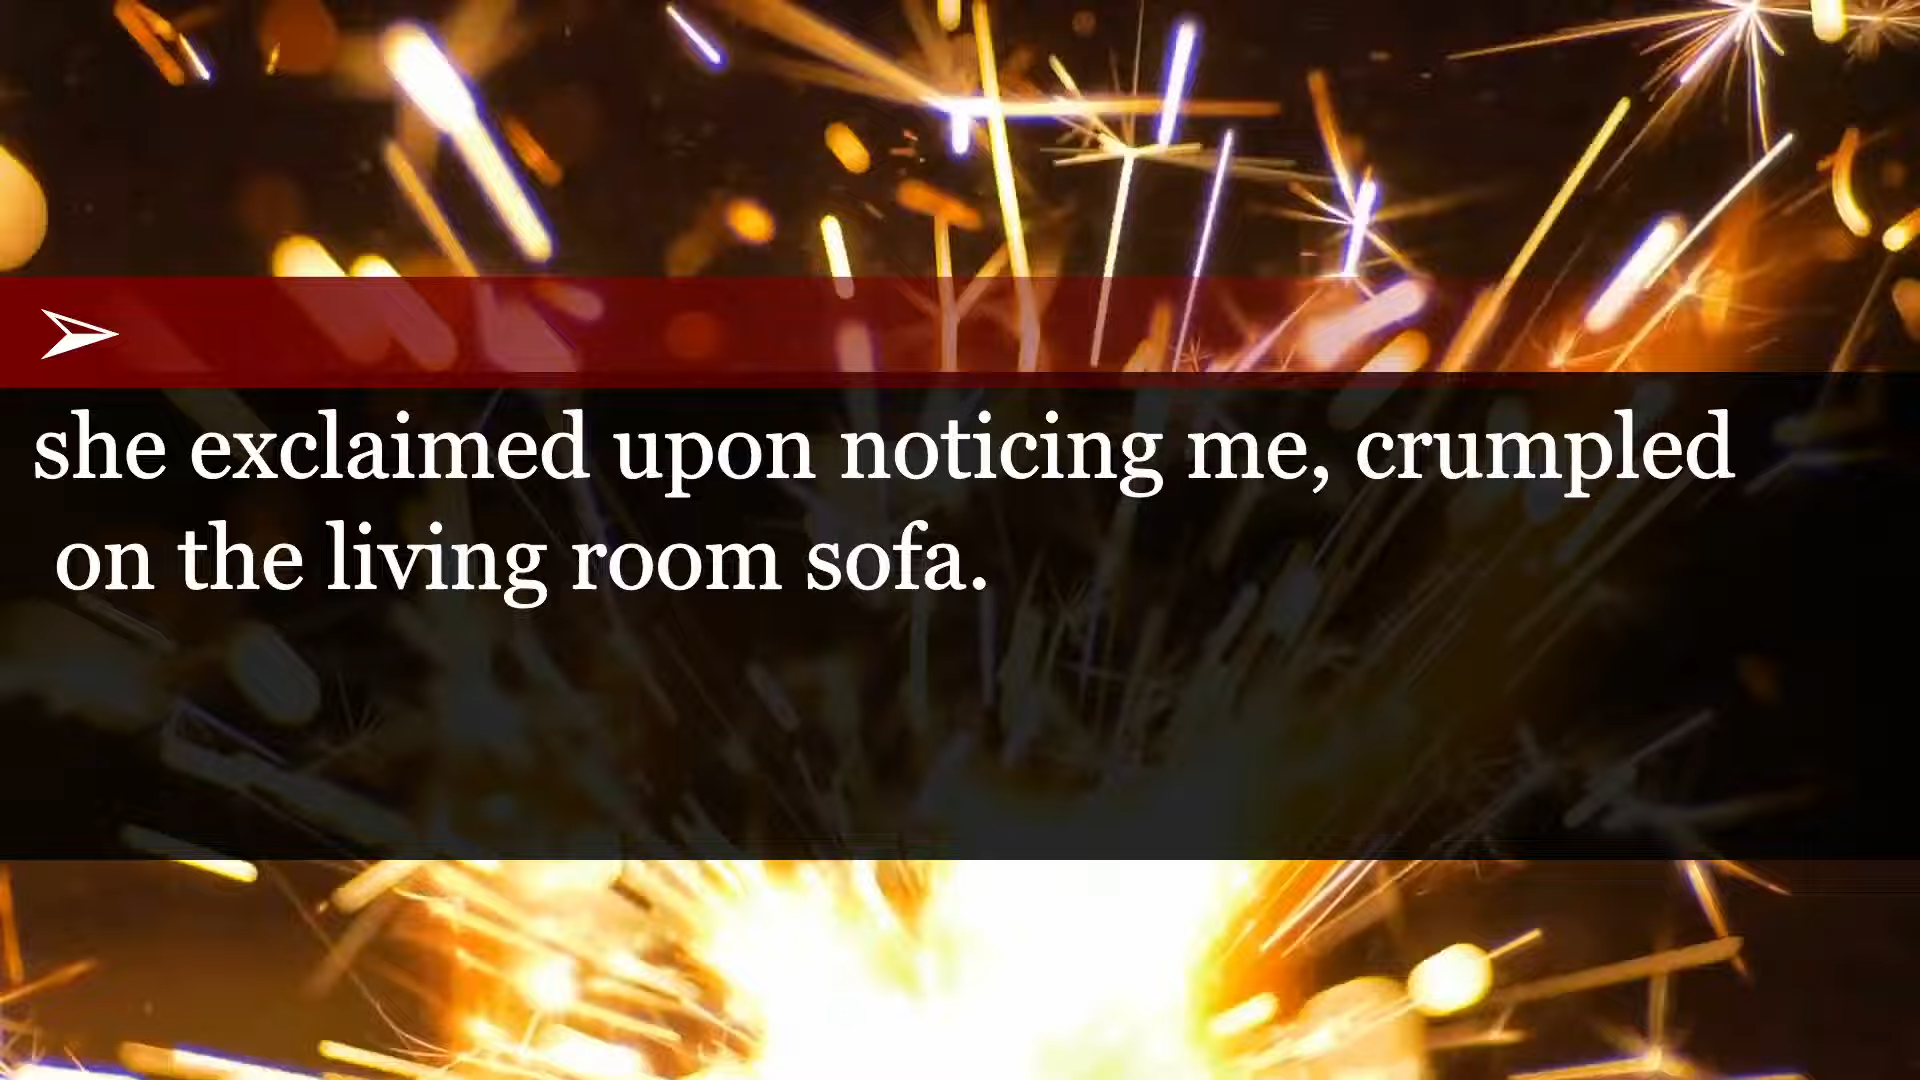 she exclaimed upon noticing me, crumpled
on the living room sofa.